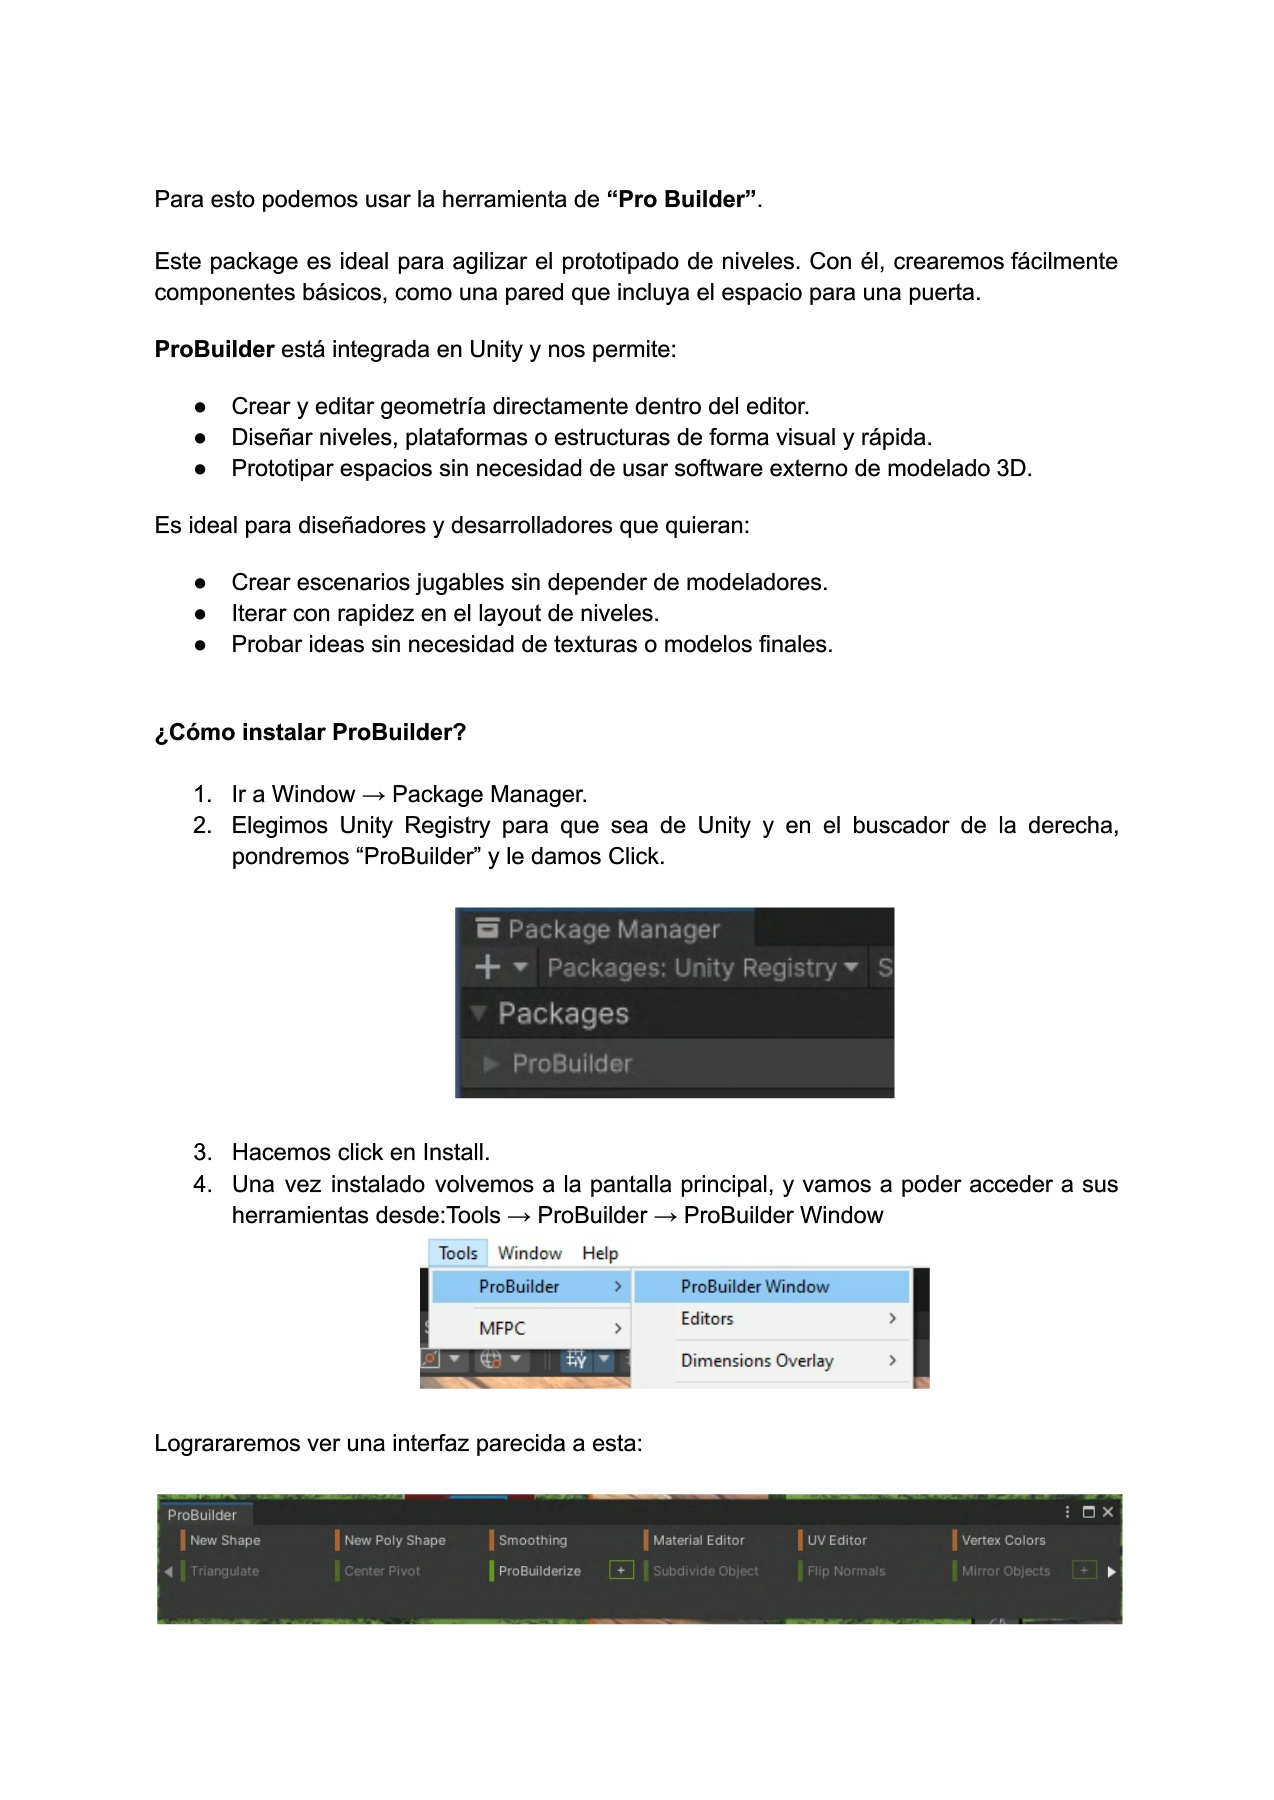 Para esto podemos usar la herramienta de “Pro Builder”.
Este package es ideal para agilizar el prototipado de niveles. Con él, crearemos fácilmente
componentes básicos, como una pared que incluya el espacio para una puerta.
ProBuilder está integrada en Unity y nos permite:
● Crear y editar geometría directamente dentro del editor.
● Diseñar niveles, plataformas o estructuras de forma visual y rápida.
● Prototipar espacios sin necesidad de usar software externo de modelado 3D.
Es ideal para diseñadores y desarrolladores que quieran:
● Crear escenarios jugables sin depender de modeladores.
● Iterar con rapidez en el layout de niveles.
● Probar ideas sin necesidad de texturas o modelos finales.
¿Cómo instalar ProBuilder?
1. Ir a Window → Package Manager.
2. Elegimos Unity Registry para que sea de Unity y en el buscador de la derecha,
pondremos “ProBuilder” y le damos Click.
Package Manager
+ Packages: Unity Registry S
Packages
ProBuilder
3. Hacemos click en Install.
4. Una vez instalado volvemos a la pantalla principal, y vamos a poder acceder a sus
herramientas desde:Tools → ProBuilder → ProBuilder Window
Tools Window Help
ProBuilder > ProBuilder Window
Editors >
MFPC >
Dimensions Overlay >
Lograraremos ver una interfaz parecida a esta:
ProBuilder
New Shape New Poly Shape Smoothing Material Editor UV Editor Vertex Colors
Triangulate Center Pivot ProBuilderize + Subdivide Object Flip Normals Mirror Objects +